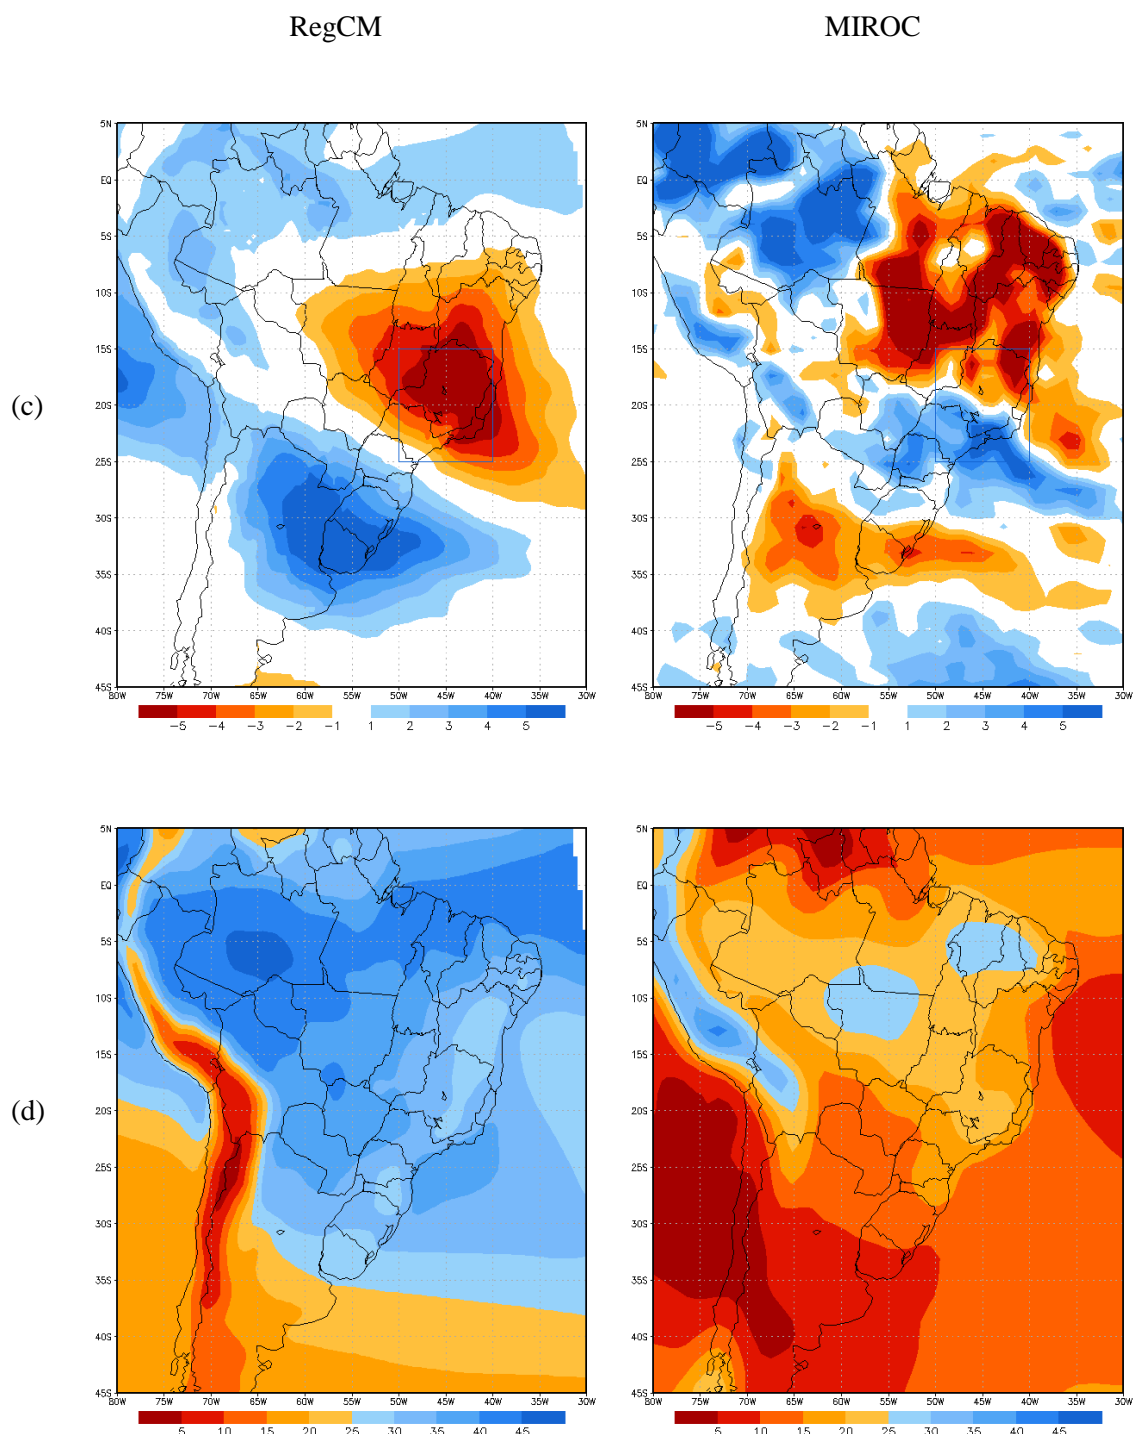 RegCM MIROC
(c)
5N 5N
EQ EQ
5S 5S
10S 10S
15S 15S
20S 20S
25S 25S
30S 30S
35S 35S
40S 40S
45S 45S
80W 75W 70W 65W 60W 55W 50W 45W 40W 35W 30W 80W 75W 70W 65W 60W 55W 50W 45W 40W 35W 30W
-5 -4 -3 -2 -1 1 2 3 4 5 -5 -4 -3 -2 -1 1 2 3 4 5
(d)
5N 5N
EQ EQ
5S 5S
10S 10S
15S 15S
20S 20S
25S 25S
30S 30S
35S 35S
40S 40S
45S 45S
80W 75W 70W 65W 60W 55W 50W 45W 40W 35W 30W 80W 75W 70W 65W 60W 55W 50W 45W 40W 35W 30W
5 10 15 20 25 30 35 40 45 5 10 15 20 25 30 35 40 45